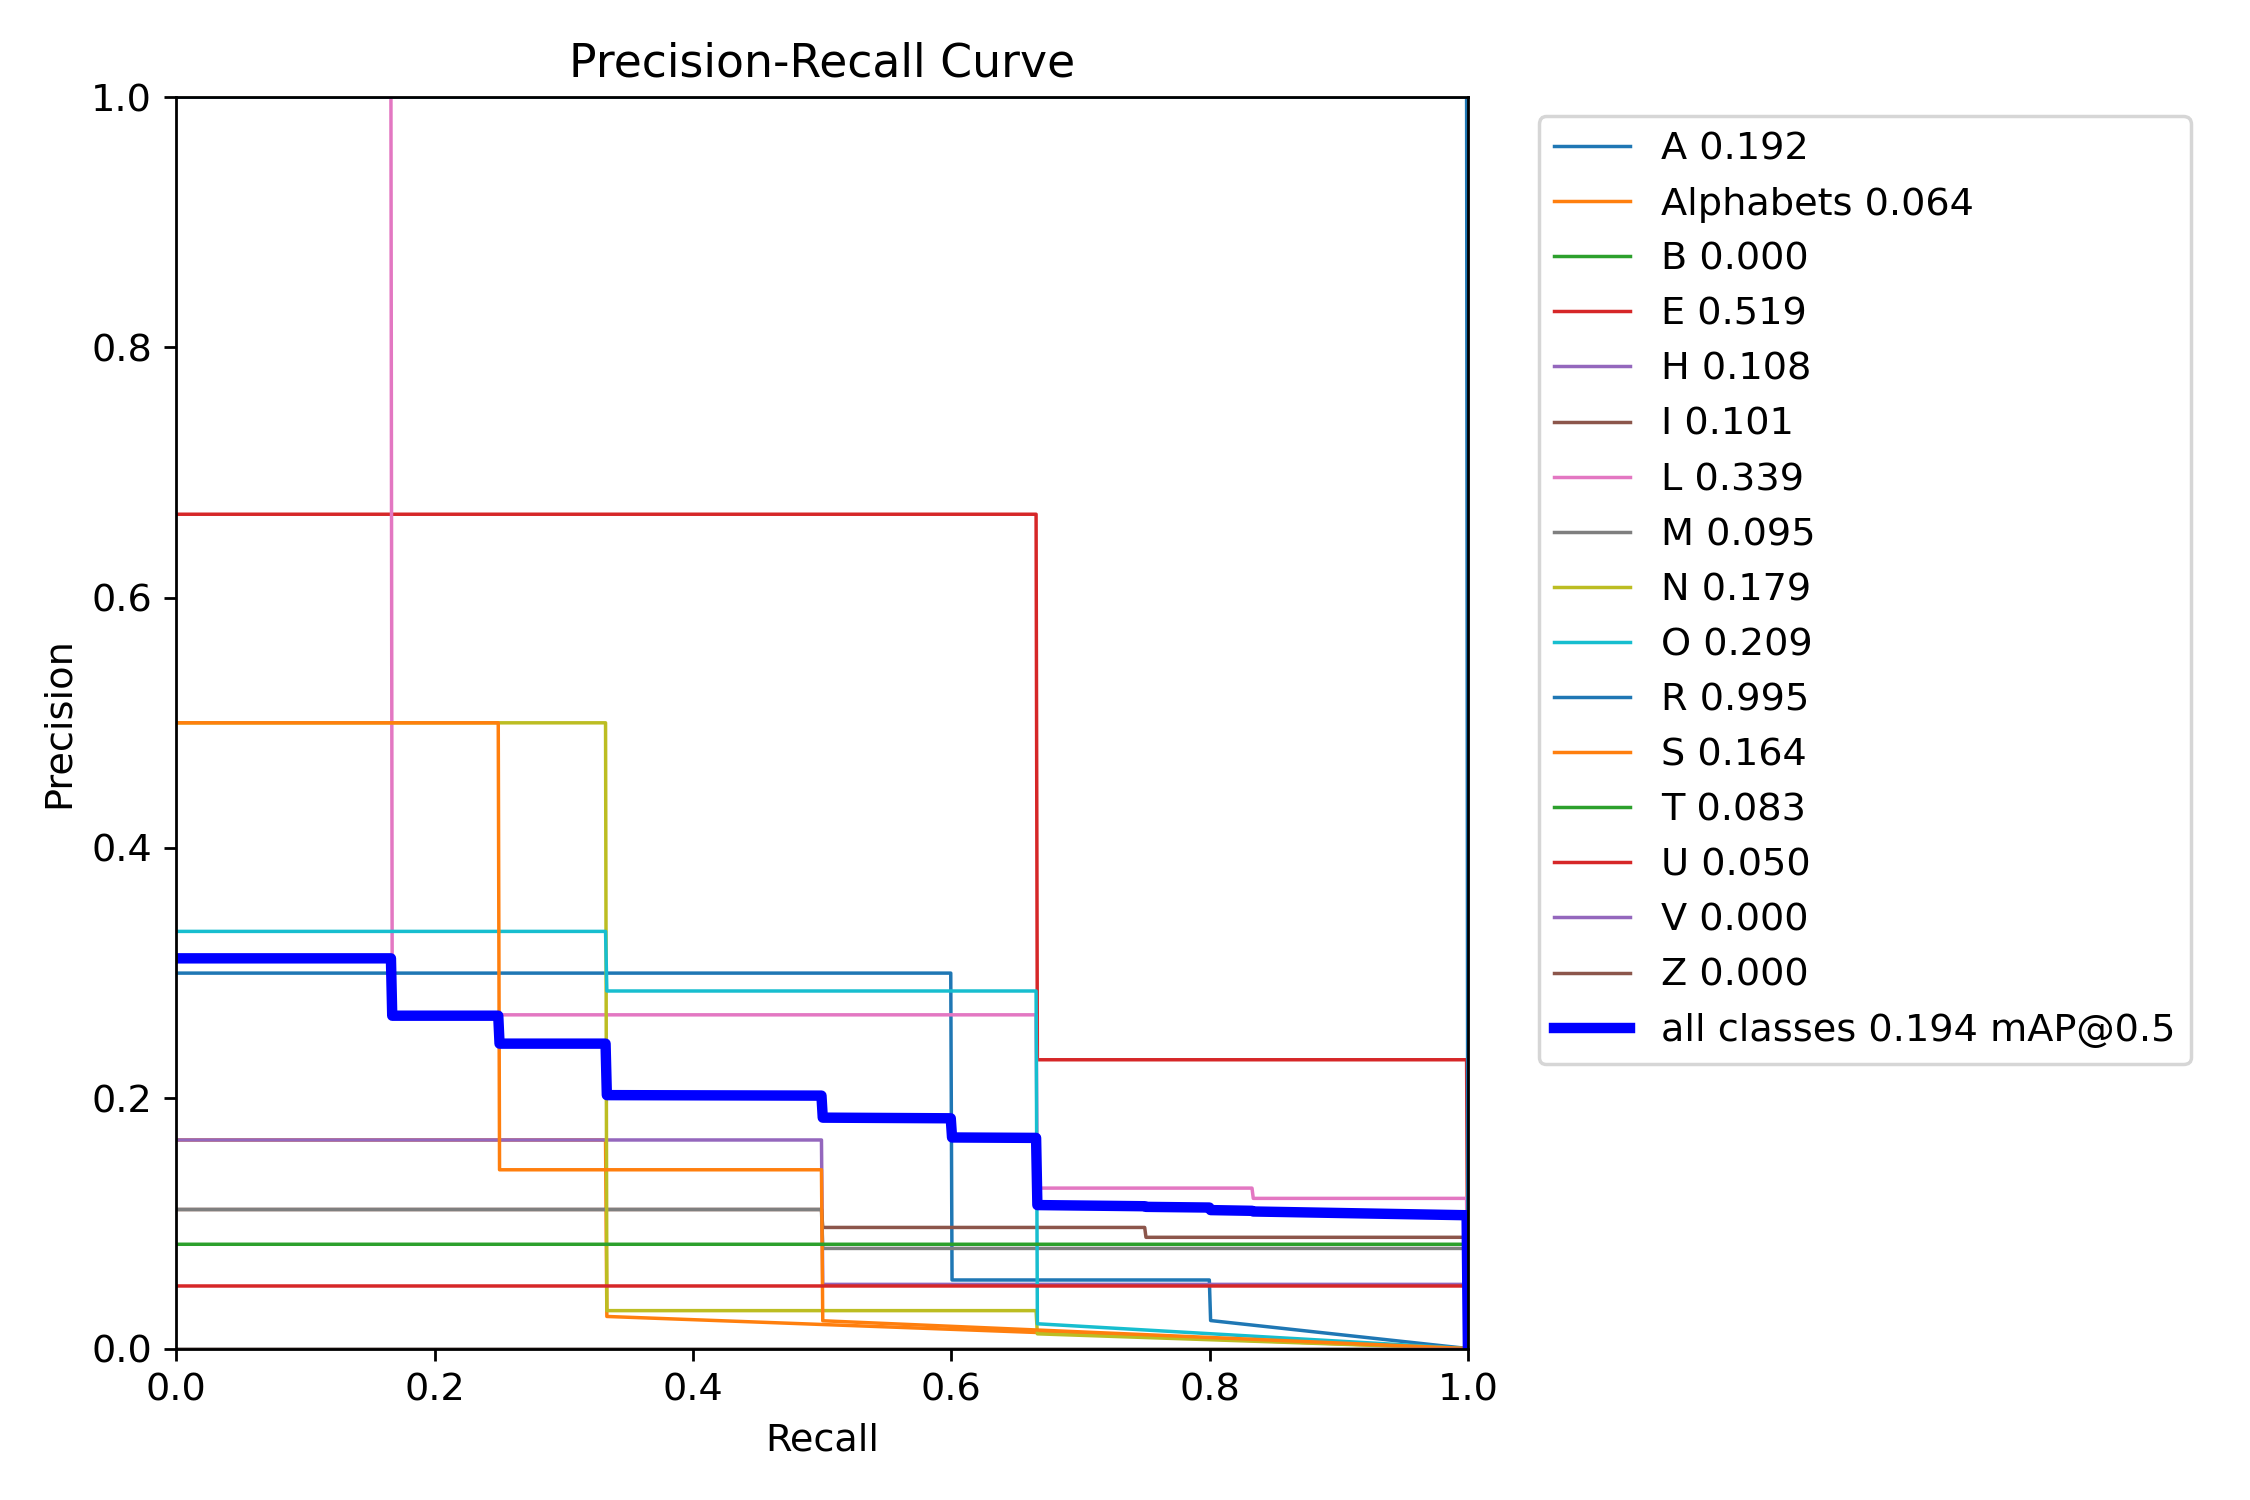 Precision-Recall Curve
1.0
0.8
0.6
0.4
0.2
0.0
Precision
0.0 0.2 0.4 0.6 0.8 1.0
Recall
A 0.192
Alphabets 0.064
B 0.000
E 0.519
H 0.108
I 0.101
L 0.339
M 0.095
N 0.179
O 0.209
R 0.995
S 0.164
T 0.083
U 0.050
V 0.000
Z 0.000
all classes 0.194 mAP@0.5